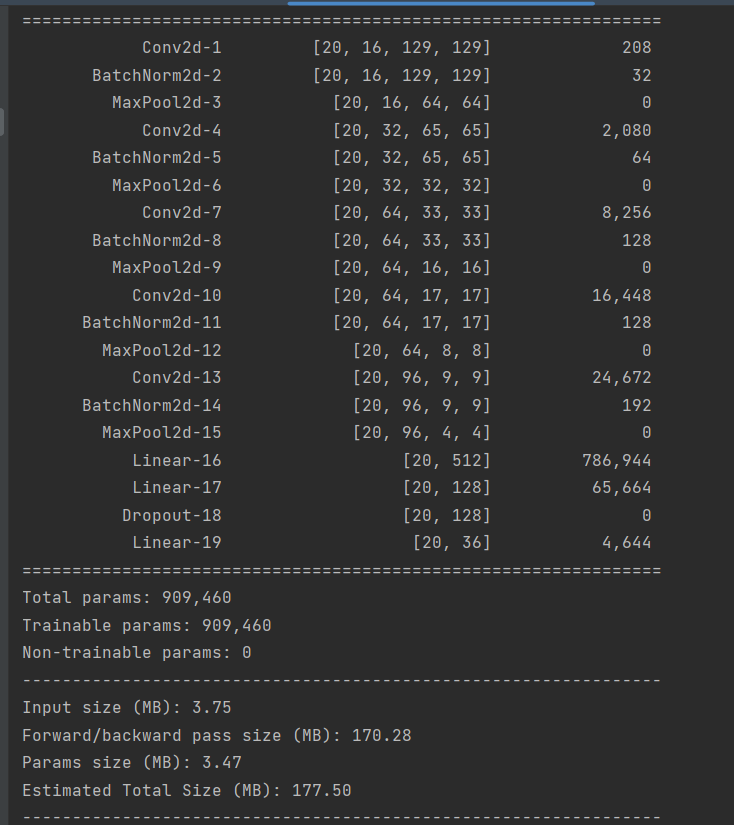 ================================================================
Conv2d-1 [20, 16, 129, 129] 208
BatchNorm2d-2 [20, 16, 129, 129] 32
MaxPool2d-3 [20, 16, 64, 64] 0
Conv2d-4 [20, 32, 65, 65] 2,080
BatchNorm2d-5 [20, 32, 65, 65] 64
MaxPool2d-6 [20, 32, 32, 32] 0
Conv2d-7 [20, 64, 33, 33] 8,256
BatchNorm2d-8 [20, 64, 33, 33] 128
MaxPool2d-9 [20, 64, 16, 16] 0
Conv2d-10 [20, 64, 17, 17] 16,448
BatchNorm2d-11 [20, 64, 17, 17] 128
MaxPool2d-12 [20, 64, 8, 8] 0
Conv2d-13 [20, 96, 9, 9] 24,672
BatchNorm2d-14 [20, 96, 9, 9] 192
MaxPool2d-15 [20, 96, 4, 4] 0
Linear-16 [20, 512] 786,944
Linear-17 [20, 128] 65,664
Dropout-18 [20, 128] 0
Linear-19 [20, 36] 4,644
================================================================
Total params: 909,460
Trainable params: 909,460
Non-trainable params: 0
----------------------------------------------------------------
Input size (MB): 3.75
Forward/backward pass size (MB): 170.28
Params size (MB): 3.47
Estimated Total Size (MB): 177.50
----------------------------------------------------------------